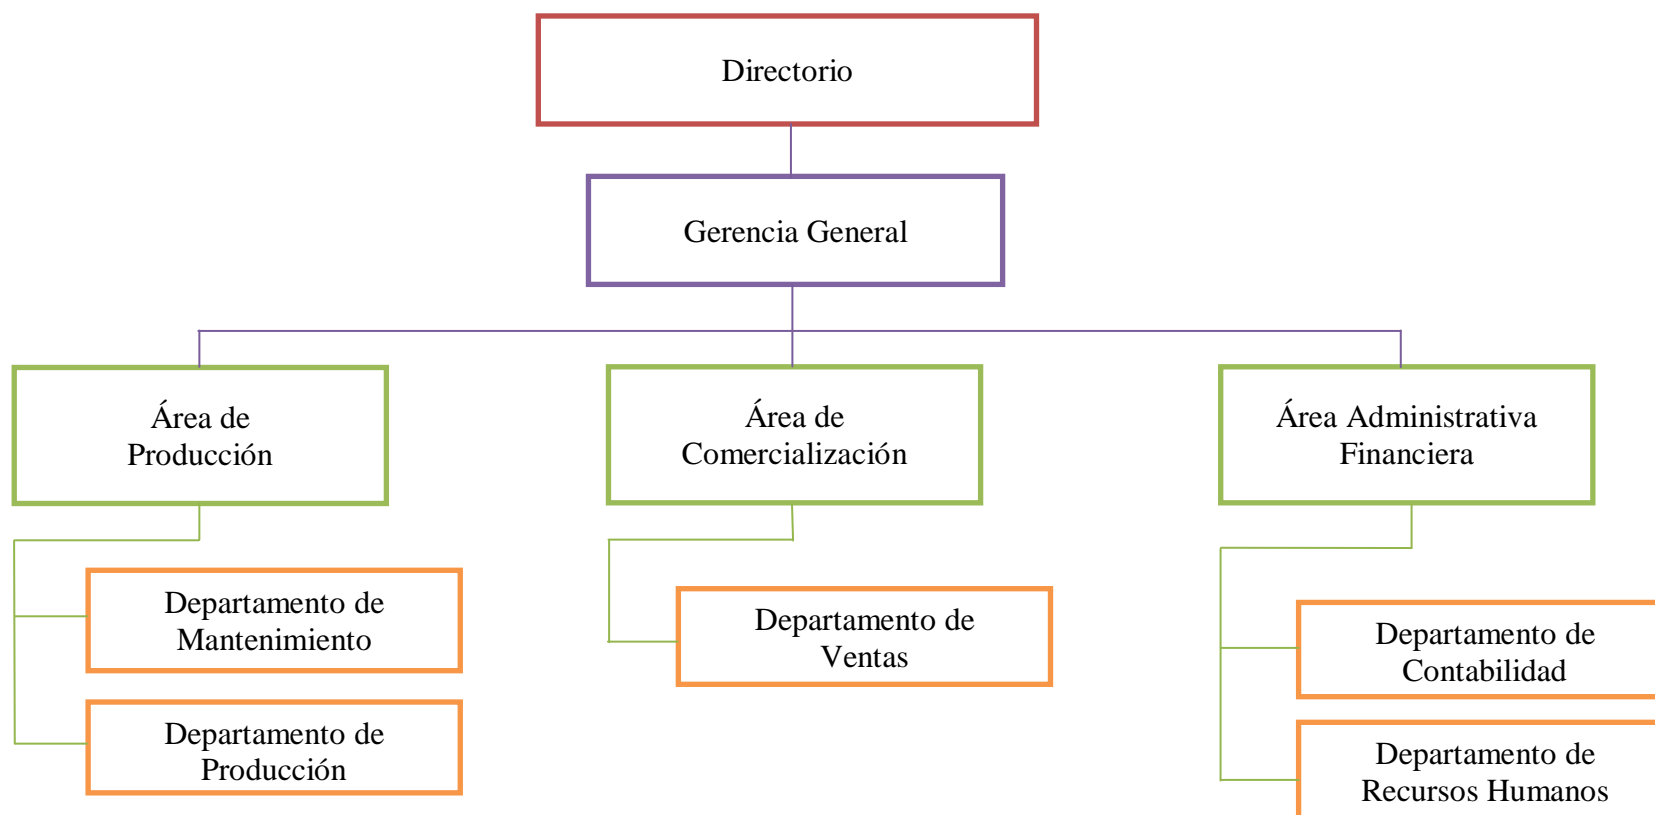 Directorio
Gerencia General
Área de
Producción
Área de
Comercialización
Área Administrativa
Financiera
Departamento de
Mantenimiento
Departamento de
Producción
Departamento de
Ventas
Departamento de
Contabilidad
Departamento de
Recursos Humanos